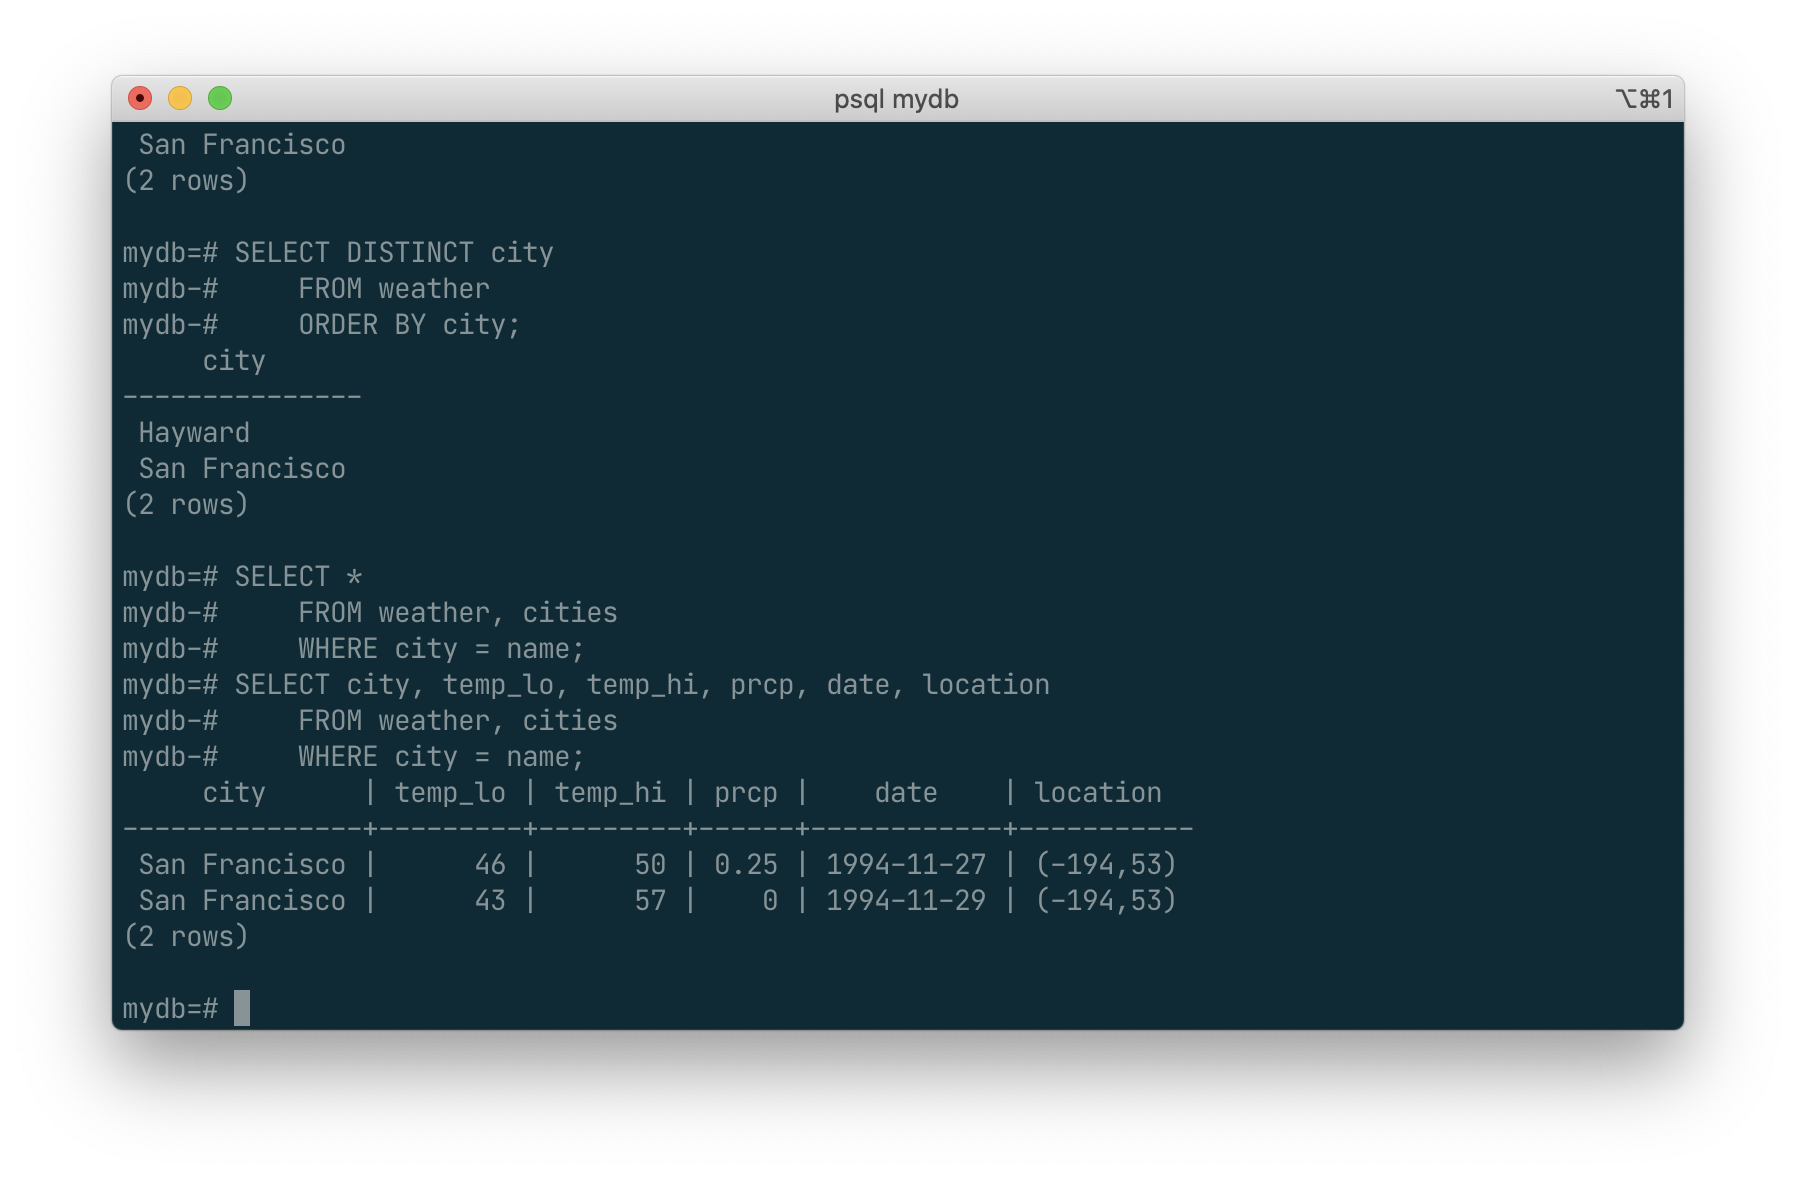 psql mydb
⌥⌘1
 San Francisco
(2 rows)

mydb=# SELECT DISTINCT city
mydb-#     FROM weather
mydb-#     ORDER BY city;
     city
---------------
 Hayward
 San Francisco
(2 rows)

mydb=# SELECT *
mydb-#     FROM weather, cities
mydb-#     WHERE city = name;
mydb=# SELECT city, temp_lo, temp_hi, prcp, date, location
mydb-#     FROM weather, cities
mydb-#     WHERE city = name;
     city      | temp_lo | temp_hi | prcp |    date    | location
---------------+---------+---------+------+------------+-----------
 San Francisco |      46 |      50 | 0.25 | 1994-11-27 | (-194,53)
 San Francisco |      43 |      57 |    0 | 1994-11-29 | (-194,53)
(2 rows)

mydb=#